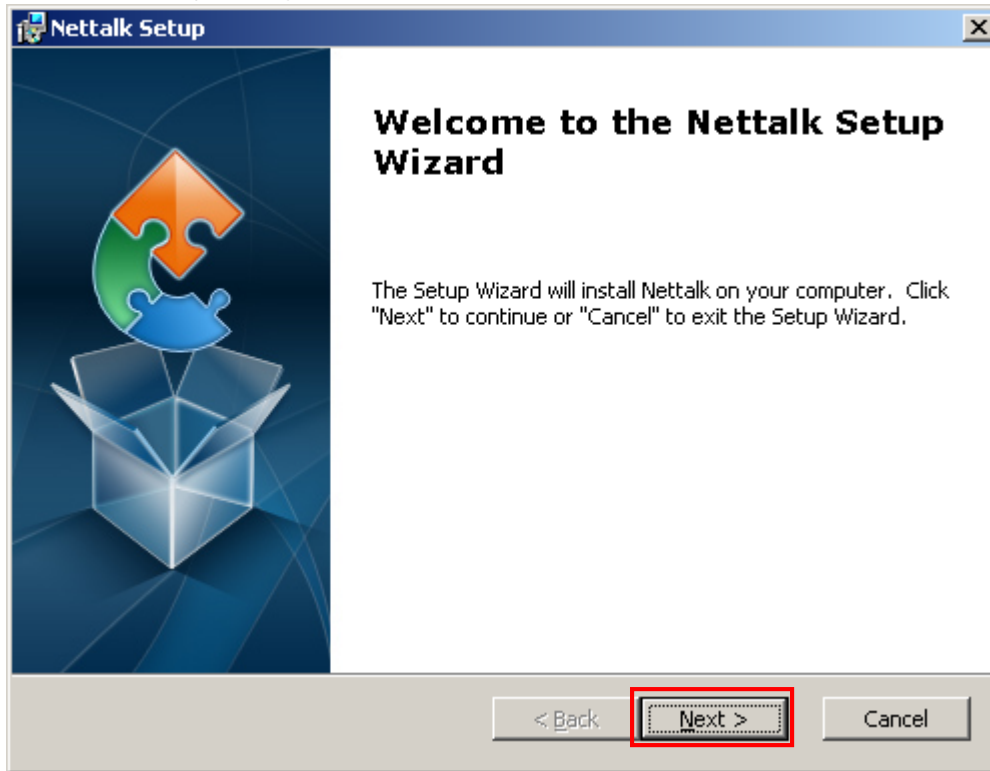 Nettalk Setup
Welcome to the Nettalk Setup
Wizard
The Setup Wizard will install Nettalk on your computer. Click
"Next" to continue or "Cancel" to exit the Setup Wizard.
< Back Next > Cancel